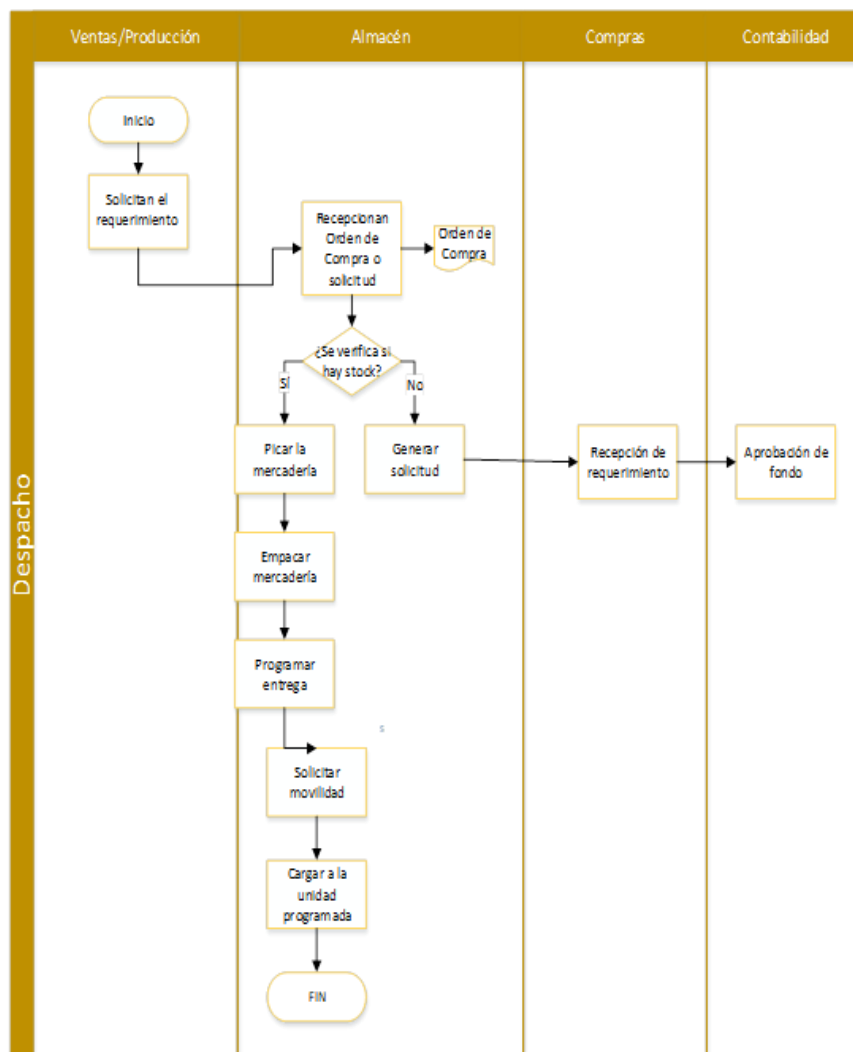 Ventas/Producción
Almacén
Compras
Contabilidad
Despacho
Inicio
Solicitan el
requerimiento
Recepcionan
Orden de
Compra o
solicitud
Orden de
Compra
¿Se verifica si
hay stock?
Sí
No
Picar la
mercadería
Generar
solicitud
Recepción de
requerimiento
Aprobación de
fondo
Empacar
mercadería
Programar
entrega
s
Solicitar
movilidad
Cargar a la
unidad
programada
FIN